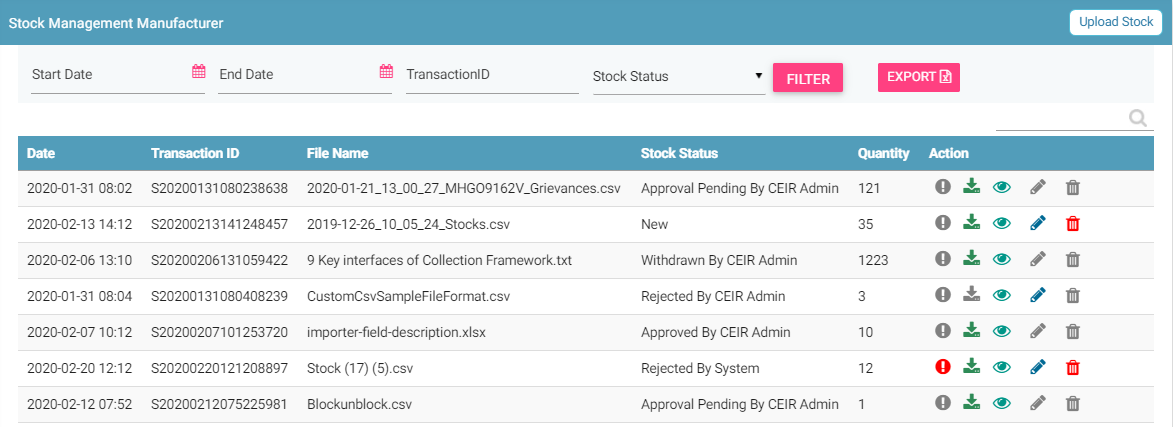 Stock Management Manufacturer Upload Stock
Start Date End Date TransactionID Stock Status FILTER EXPORT
Date Transaction ID File Name Stock Status Quantity Action
2020-01-31 08:02 S20200131080238638 2020-01-21_13_00_27_MHGO9162V_Grievances.csv Approval Pending By CEIR Admin 121
2020-02-13 14:12 S20200213141248457 2019-12-26_10_05_24_Stocks.csv New 35
2020-02-06 13:10 S20200206131059422 9 Key interfaces of Collection Framework.txt Withdrawn By CEIR Admin 1223
2020-01-31 08:04 S20200131080408239 CustomCsvSampleFileFormat.csv Rejected By CEIR Admin 3
2020-02-07 10:12 S20200207101253720 importer-field-description.xlsx Approved By CEIR Admin 10
2020-02-20 12:12 S20200220121208897 Stock (17) (5).csv Rejected By System 12
2020-02-12 07:52 S20200212075225981 Blockunblock.csv Approval Pending By CEIR Admin 1